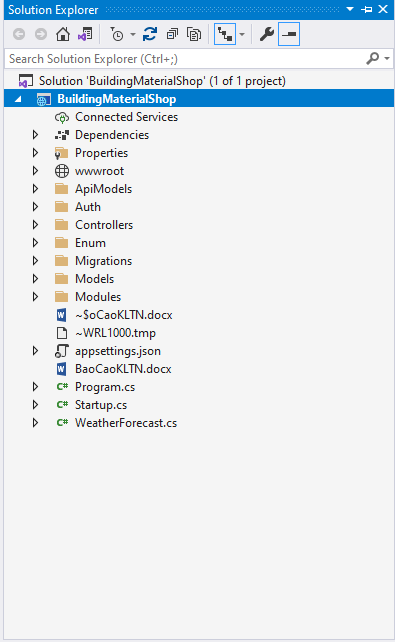 Solution Explorer
Search Solution Explorer (Ctrl+;)
Solution 'BuildingMaterialShop' (1 of 1 project)
BuildingMaterialShop
Connected Services
Dependencies
Properties
wwwroot
ApiModels
Auth
Controllers
Enum
Migrations
Models
Modules
~$oCaoKLTN.docx
~WRL1000.tmp
appsettings.json
BaoCaoKLTN.docx
C# Program.cs
C# Startup.cs
C# WeatherForecast.cs